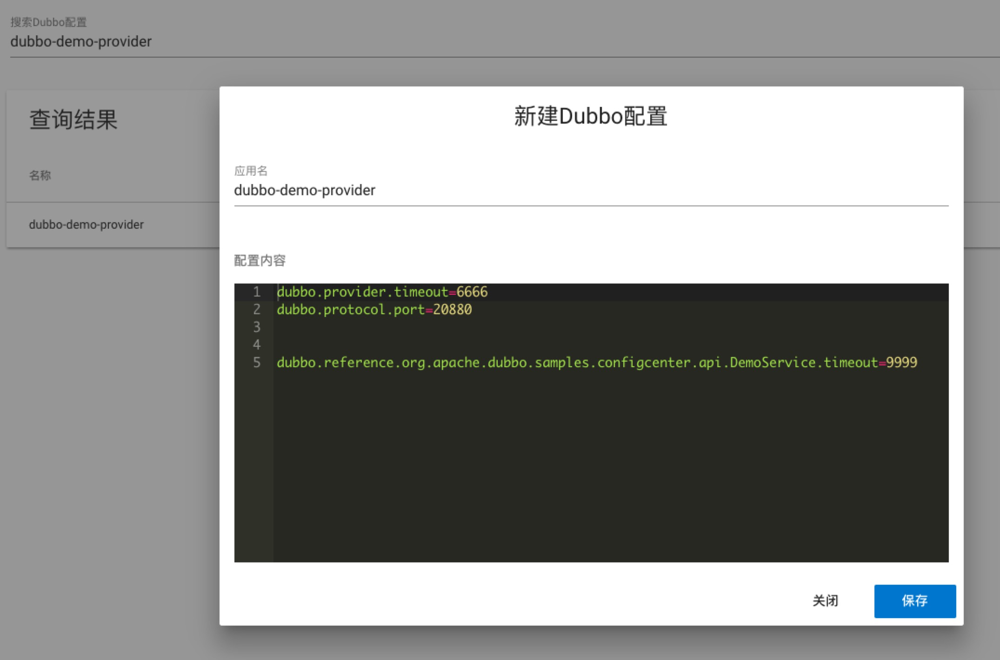 搜索Dubbo配置
dubbo-demo-provider
查询结果
名称
dubbo-demo-provider
新建Dubbo配置
应用名
dubbo-demo-provider
配置内容
1 dubbo.provider.timeout=6666
2 dubbo.protocol.port=20880
3
4
5 dubbo.reference.org.apache.dubbo.samples.configcenter.api.DemoService.timeout=9999
关闭 保存